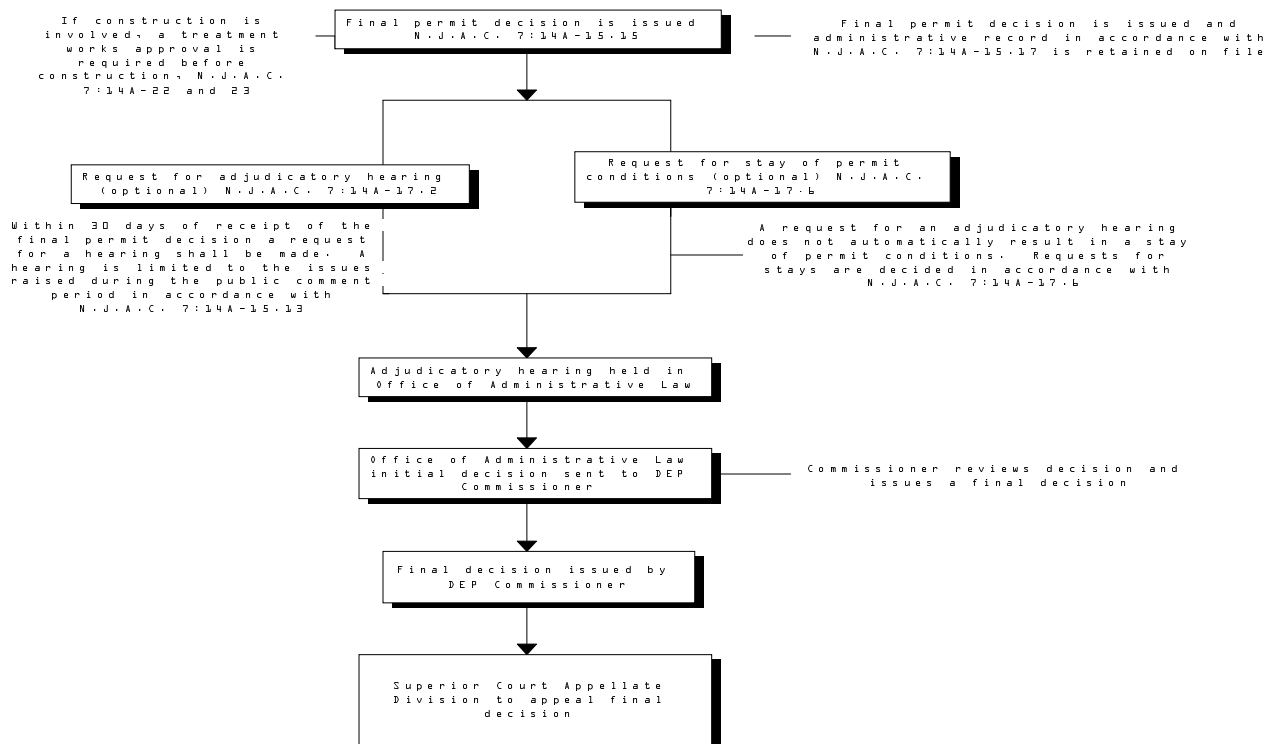 If construction is
involved, a treatment
works approval is
required before
construction, N.J.A.C.
7:14A-22 and 23
Final permit decision is issued
N.J.A.C. 7:14A-15.15
Final permit decision is issued and
administrative record in accordance with
N.J.A.C. 7:14A-15.17 is retained on file
Request for adjudicatory hearing
(optional) N.J.A.C. 7:14A-17.2
Request for stay of permit
conditions (optional) N.J.A.C.
7:14A-17.6
Within 30 days of receipt of the
final permit decision a request
for a hearing shall be made. A
hearing is limited to the issues
raised during the public comment
period in accordance with
N.J.A.C. 7:14A-15.13
A request for an adjudicatory hearing
does not automatically result in a stay
of permit conditions. Requests for
stays are decided in accordance with
N.J.A.C. 7:14A-17.6
Adjudicatory hearing held in
Office of Administrative Law
Office of Administrative Law
initial decision sent to DEP
Commissioner
Commissioner reviews decision and
issues a final decision
Final decision issued by
DEP Commissioner
Superior Court Appellate
Division to appeal final
decision